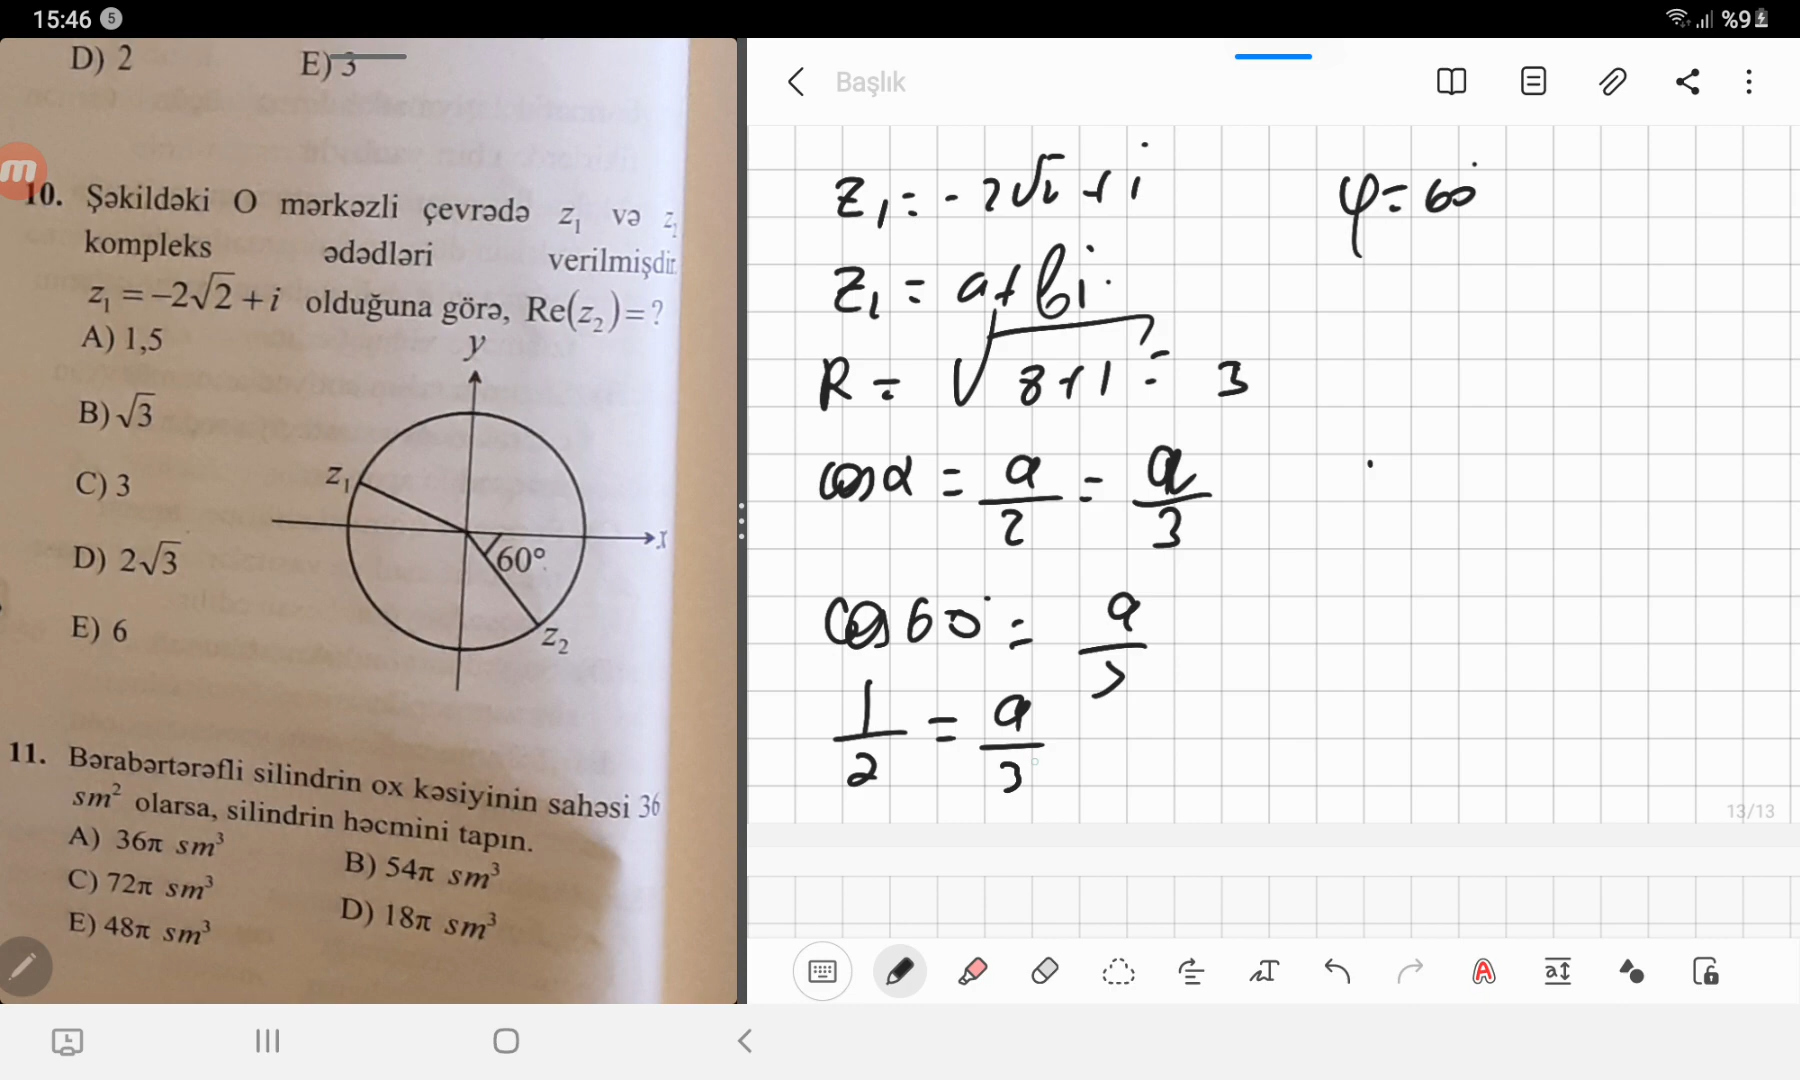 15:46 5
%9
D) 2 E) 3
10. Şəkildəki O mərkəzli çevrədə z₁ və z₂
kompleks ədədləri verilmişdir.
z₁ = −2√2 + i olduğuna görə, Re(z₂) = ?
A) 1,5
B) √3
C) 3
D) 2√3
E) 6
y
z₁
x
60°
z₂
11. Bərabərtərəfli silindrin ox kəsiyinin sahəsi 36
sm² olarsa, silindrin həcmini tapın.
A) 36π sm³
B) 54π sm³
C) 72π sm³
D) 18π sm³
E) 48π sm³
Başlık
z₁ = -2√2 + i φ = 60°
z₁ = a + bi
R = √8+1 = 3
cosα = a/2 = a/3
cos60° = a/3
1/2 = a/3
13/13